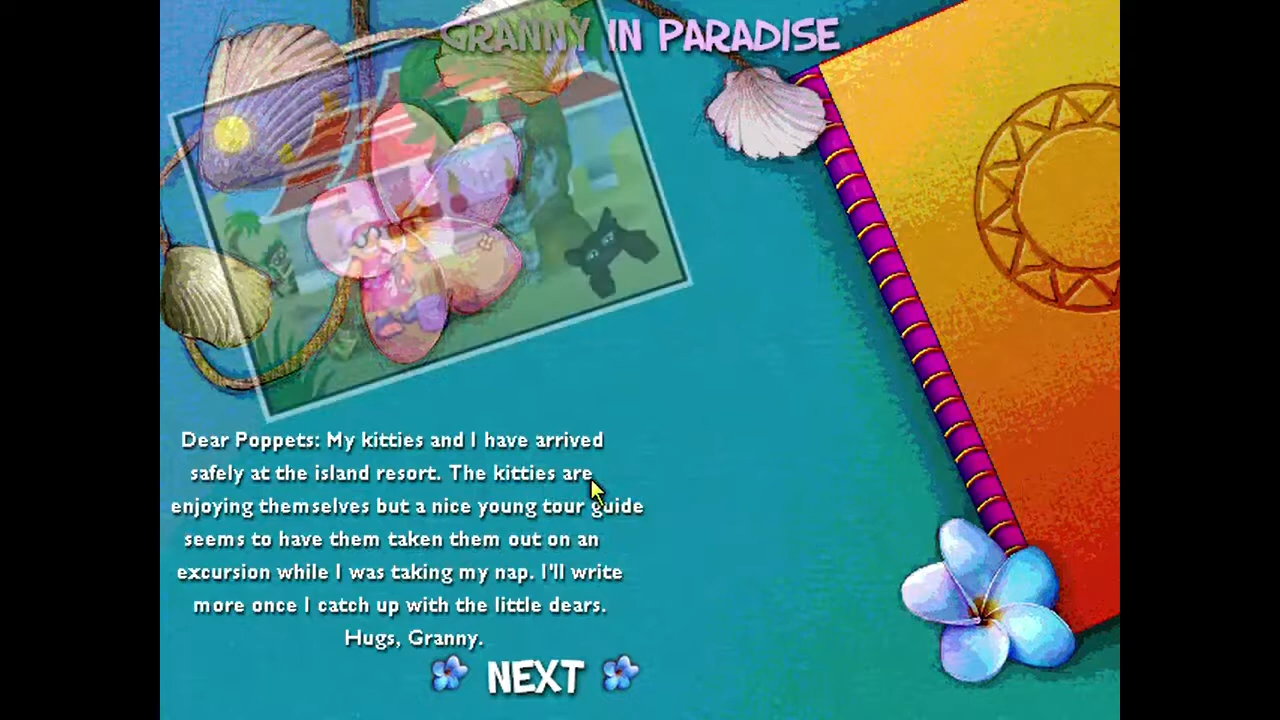 GRANNY IN PARADISE
Dear Poppets: My kitties and I have arrived
safely at the island resort. The kitties are
enjoying themselves but a nice young tour guide
seems to have them taken them out on an
excursion while I was taking my nap. I'll write
more once I catch up with the little dears.
Hugs, Granny.
NEXT